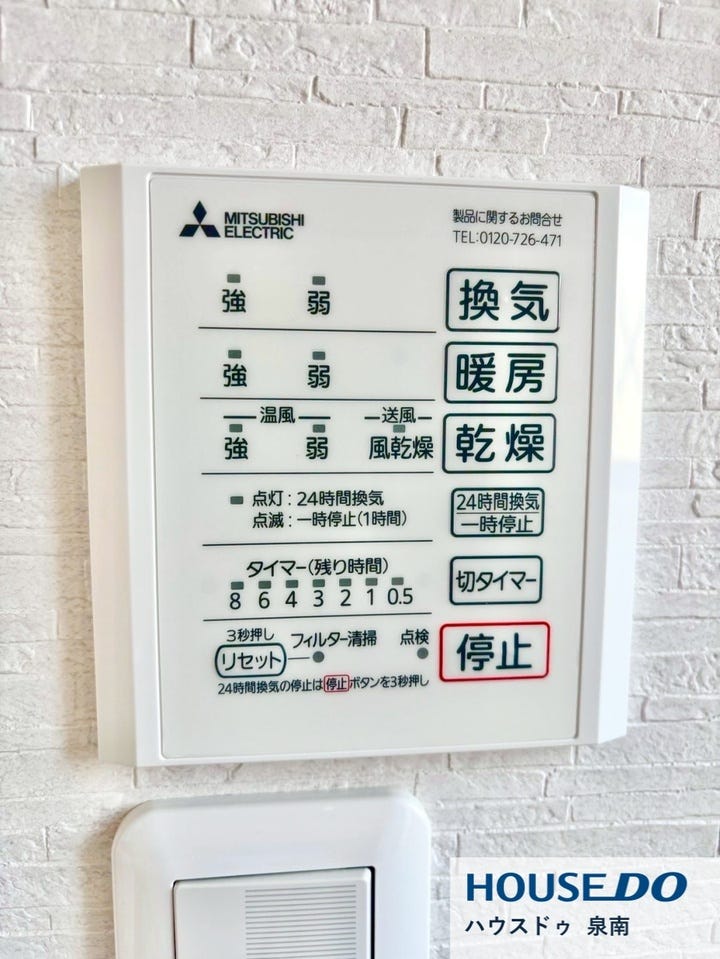 MITSUBISHI
ELECTRIC
製品に関するお問合せ
TEL:0120-726-471
強 弱 換気
強 弱 暖房
温風 送風
強 弱 風乾燥 乾燥
点灯:24時間換気
点滅:一時停止(1時間)
24時間換気
一時停止
タイマー(残り時間)
8 6 4 3 2 1 0.5
切タイマー
3秒押し
リセット フィルター清掃 点検
停止
24時間換気の停止は停止ボタンを3秒押し
HOUSEDO
ハウスドゥ 泉南